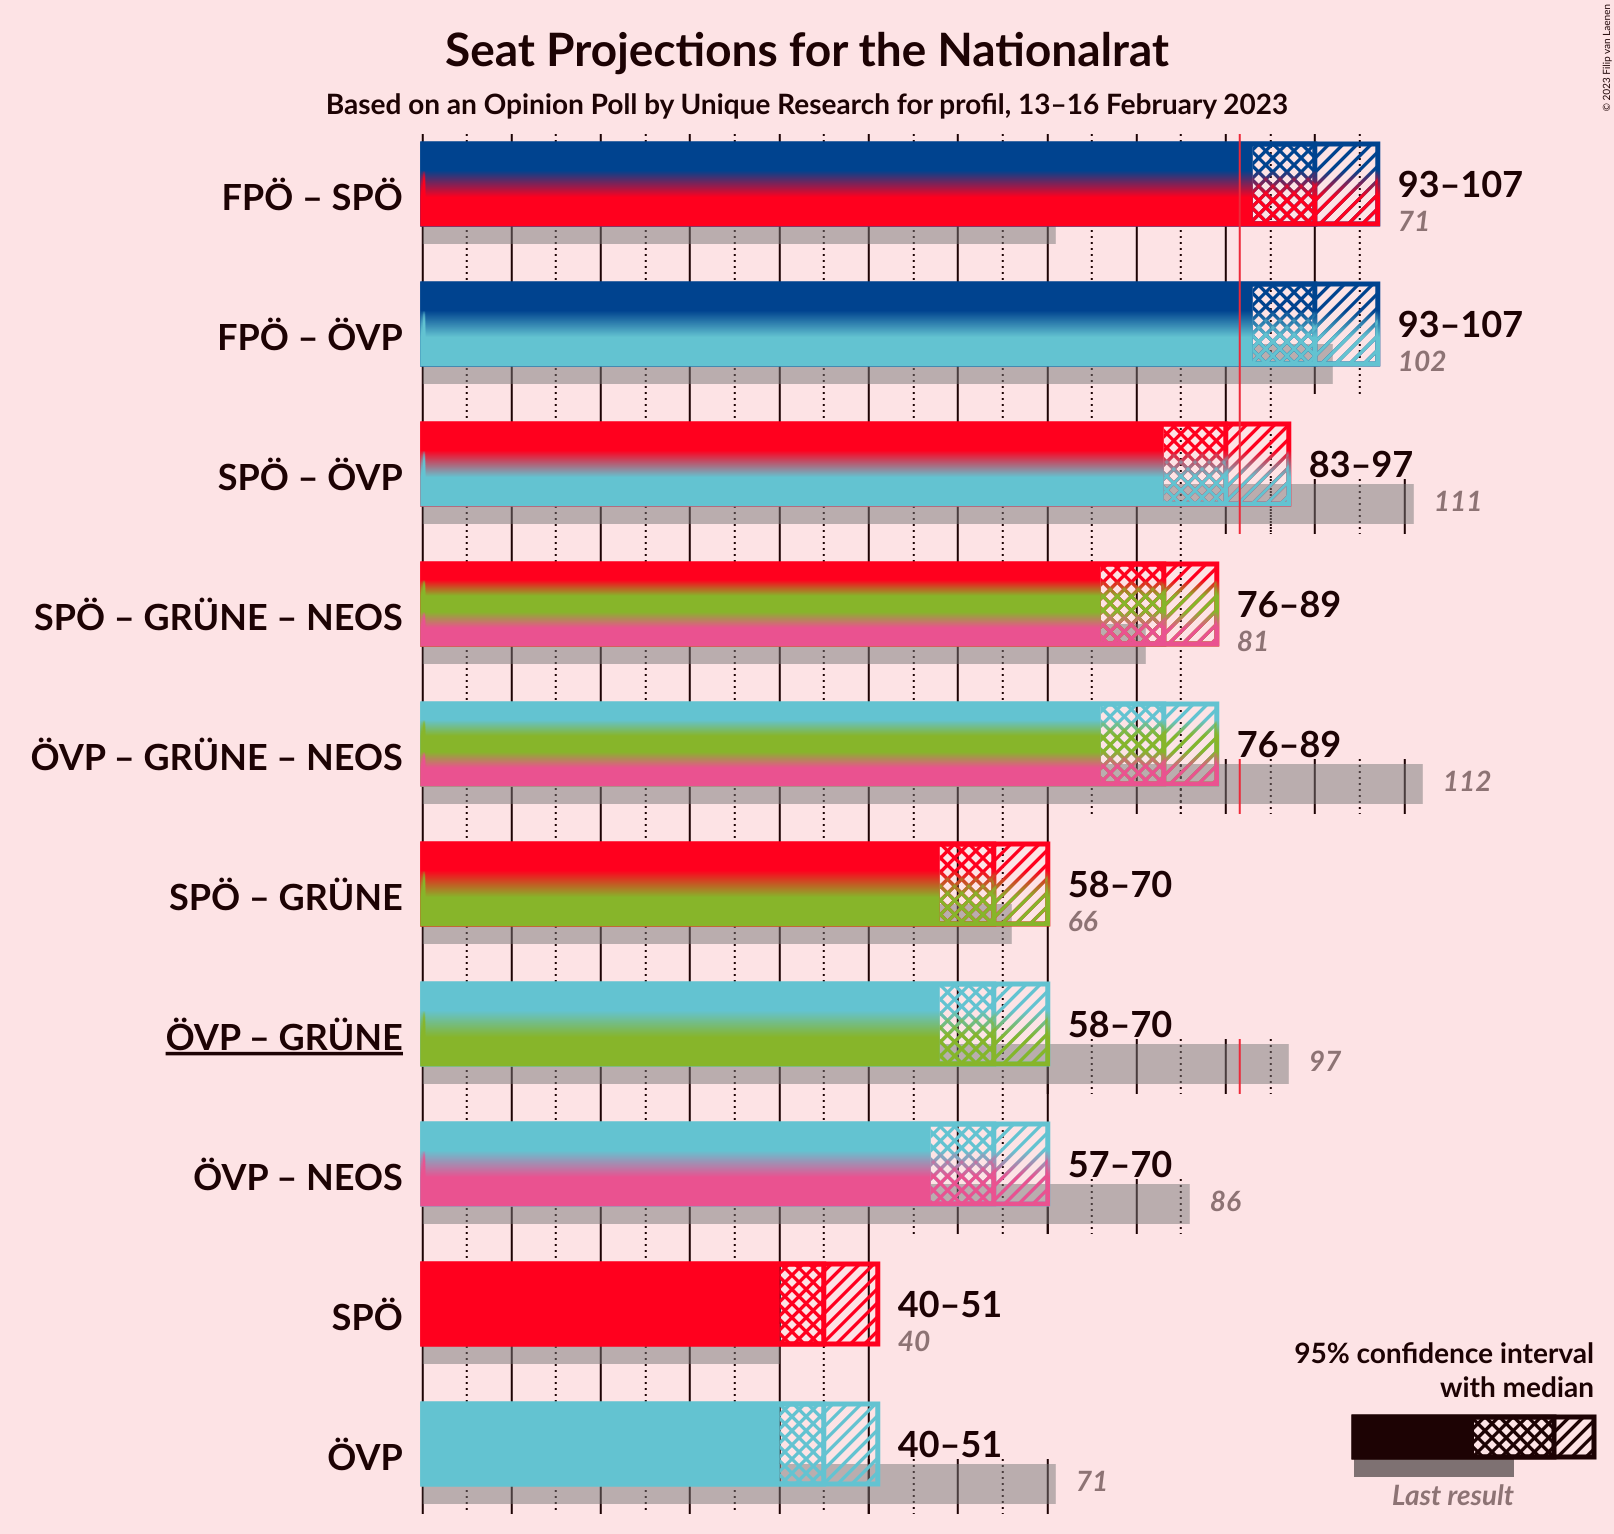 Seat Projections for the Nationalrat
Based on an Opinion Poll by Unique Research for profil, 13–16 February 2023
© 2023 Filip van Laenen
FPÖ – SPÖ
93–107
71
FPÖ – ÖVP
93–107
102
SPÖ – ÖVP
83–97
111
SPÖ – GRÜNE – NEOS
76–89
81
ÖVP – GRÜNE – NEOS
76–89
112
SPÖ – GRÜNE
58–70
66
ÖVP – GRÜNE
58–70
97
ÖVP – NEOS
57–70
86
SPÖ
40–51
40
ÖVP
40–51
71
95% confidence interval
with median
Last result